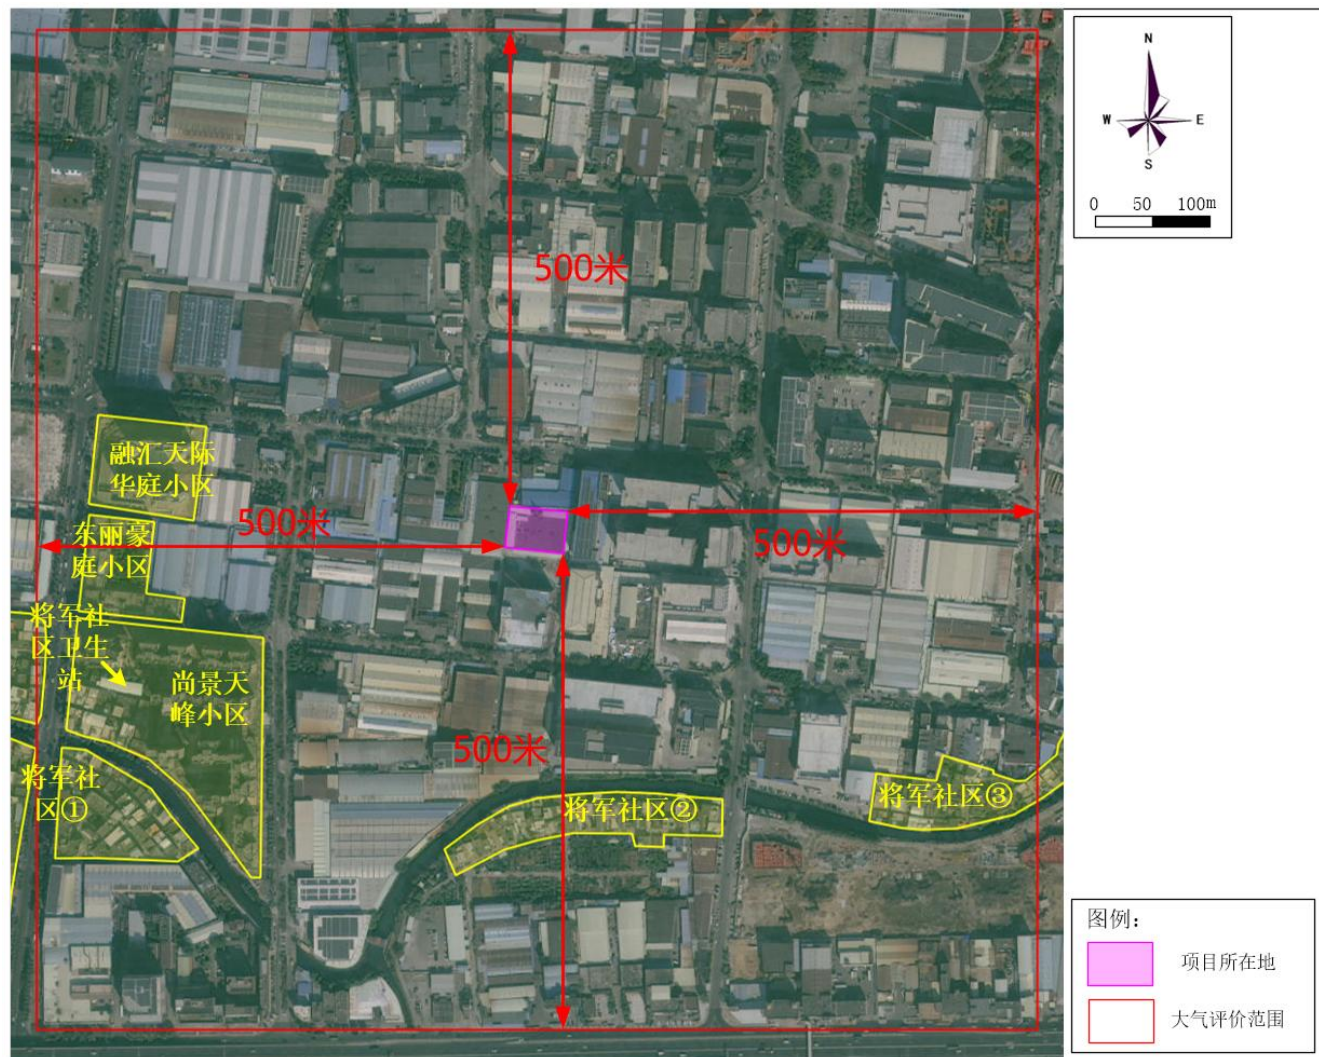 N
W
E
S
0 50 100m
500米
融汇天际
华庭小区
500米
500米
东丽豪
庭小区
将军社
区卫生
站
尚景天
峰小区
500米
将军社
区①
将军社区②
将军社区③
图例：
项目所在地
大气评价范围